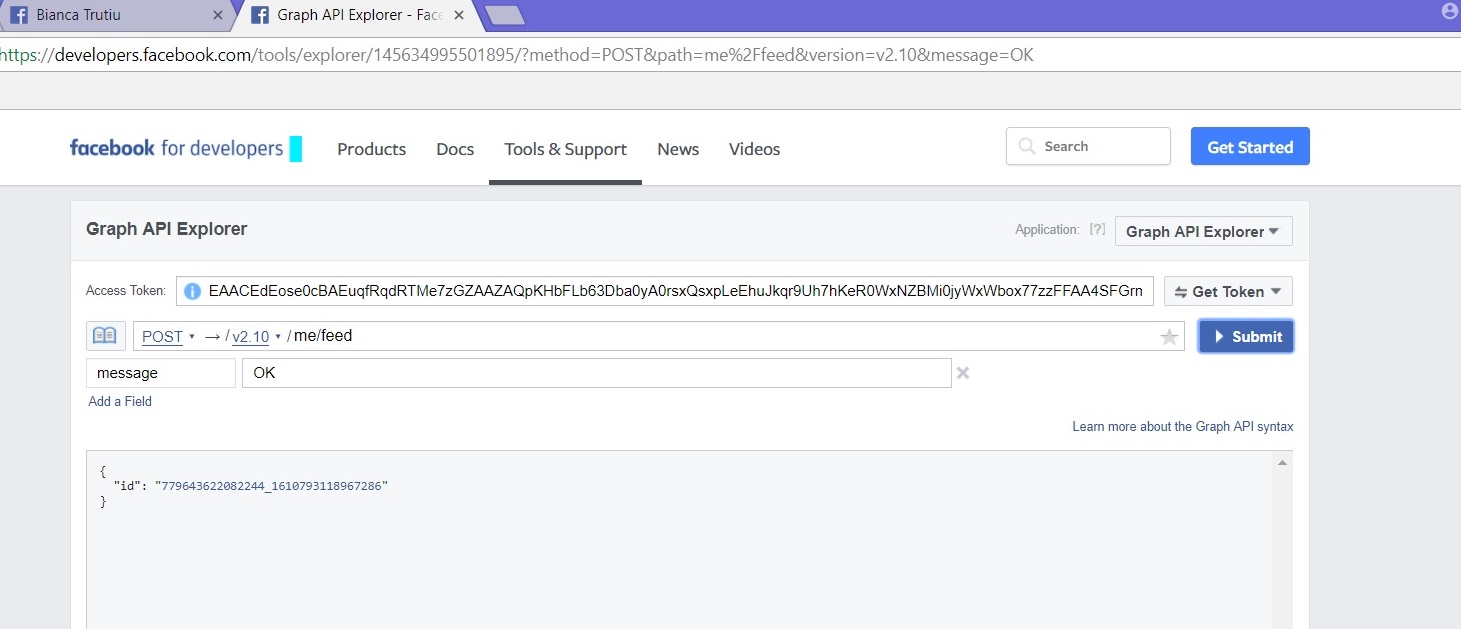 Bianca Trutiu
Graph API Explorer - Face
https://developers.facebook.com/tools/explorer/145634995501895/?method=POST&path=me%2Ffeed&version=v2.10&message=OK
facebook for developers Products Docs Tools & Support News Videos Search Get Started
Graph API Explorer Application: [?] Graph API Explorer
Access Token: EAACEdEose0cBAEuqfRqdRTMe7zGZAAZAQpKHbFLb63Dba0yA0rsxQsxpLeEhuJkqr9Uh7hKeR0WxNZBMi0jyWxWbox77zzFFAA4SFGrn Get Token
POST → / v2.10 / me/feed Submit
message OK
Add a Field
Learn more about the Graph API syntax
{
"id": "779643622082244_1610793118967286"
}